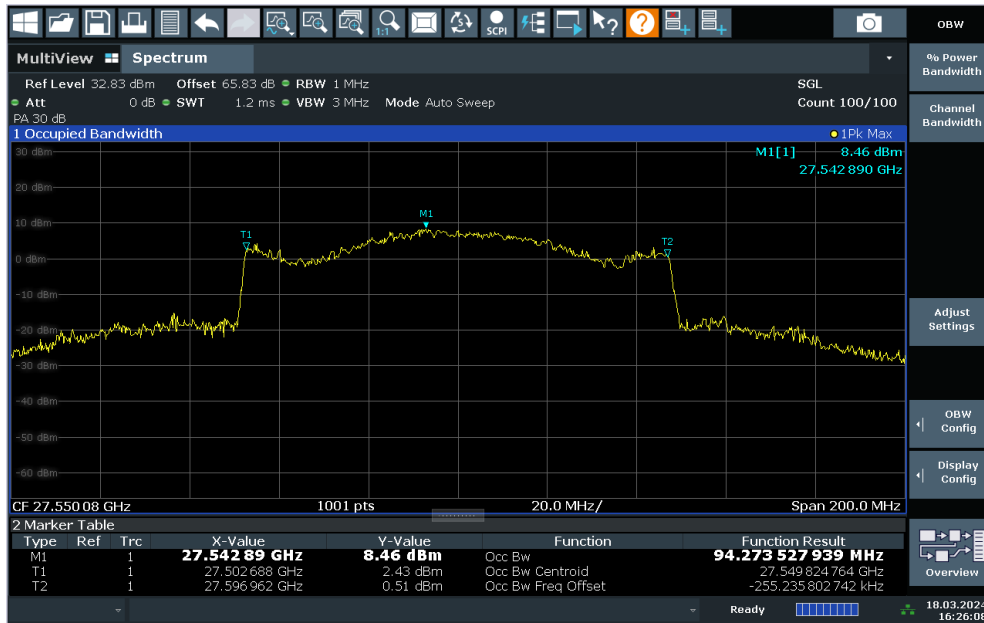 1:1
S
SCPI
?
?
OBW
MultiView Spectrum
% Power
Bandwidth
Ref Level 32.83 dBm Offset 65.83 dB RBW 1 MHz SGL
Att 0 dB SWT 1.2 ms VBW 3 MHz Mode Auto Sweep Count 100/100
PA 30 dB
Channel
Bandwidth
1 Occupied Bandwidth 1Pk Max
30 dBm
M1[1] 8.46 dBm
27.542 890 GHz
20 dBm
10 dBm
M1
T1
T2
0 dBm
-10 dBm
-20 dBm
-30 dBm
-40 dBm
-50 dBm
-60 dBm
Adjust
Settings
OBW
Config
Display
Config
CF 27.550 08 GHz 1001 pts 20.0 MHz/ Span 200.0 MHz
2 Marker Table
Type Ref Trc X-Value Y-Value Function Function Result
M1 1 27.542 89 GHz 8.46 dBm Occ Bw 94.273 527 939 MHz
T1 1 27.502 688 GHz 2.43 dBm Occ Bw Centroid 27.549 824 764 GHz
T2 1 27.596 962 GHz 0.51 dBm Occ Bw Freq Offset -255.235 802 742 kHz
Overview
Ready
18.03.2024
16:26:08